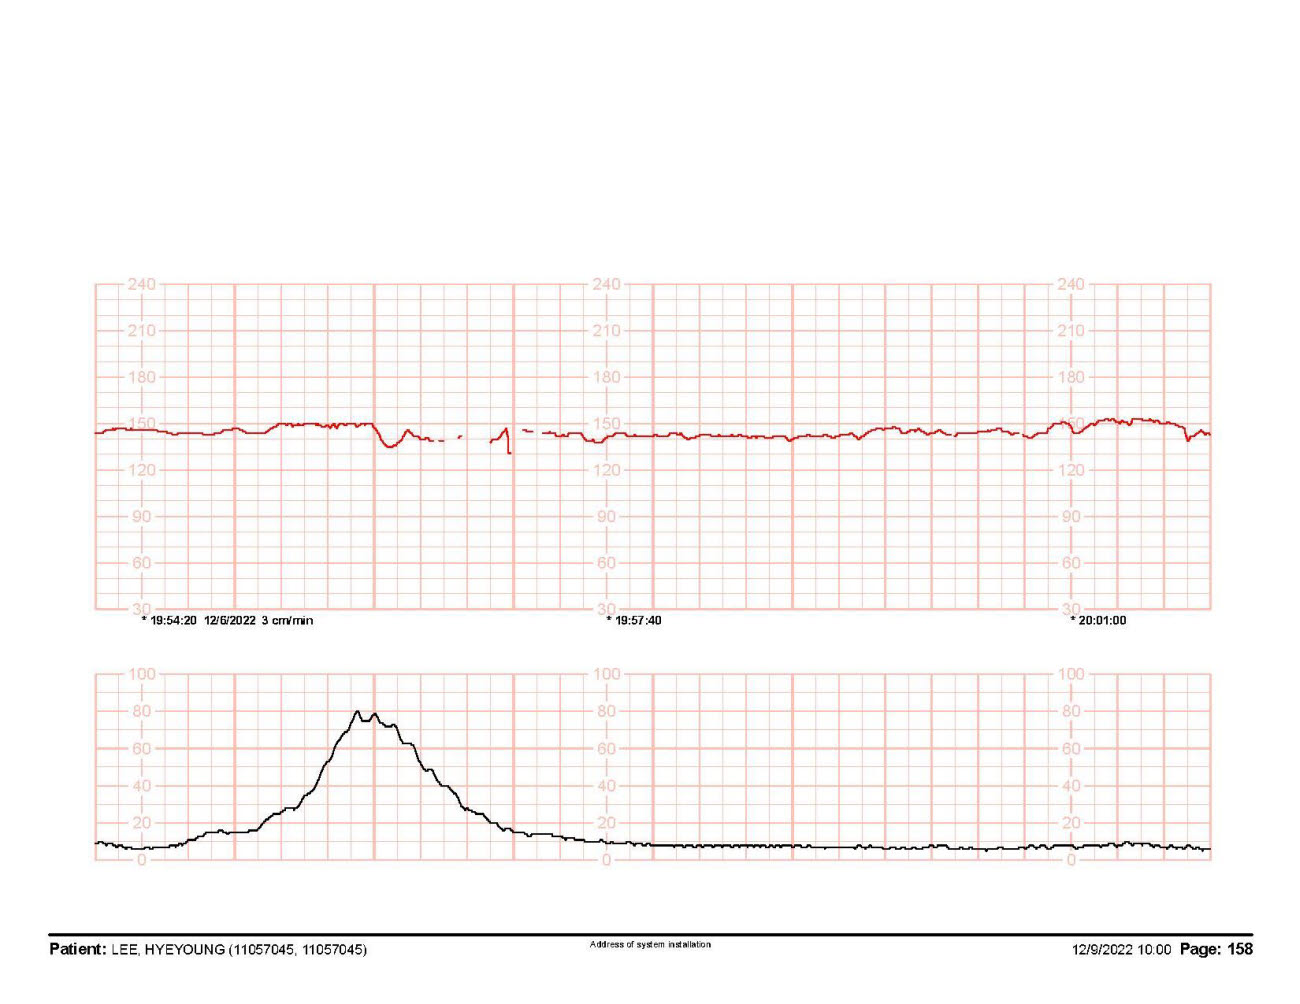 240 240 240
210 210 210
180 180 180
150 150 150
120 120 120
90 90 90
60 60 60
30 30 30
* 19:54:20 12/6/2022 3 cm/min * 19:57:40 * 20:01:00
100 100 100
80 80 80
60 60 60
40 40 40
20 20 20
0 0 0
Patient: LEE, HYEYOUNG (11057045, 11057045) Address of system installation 12/9/2022 10:00 Page: 158